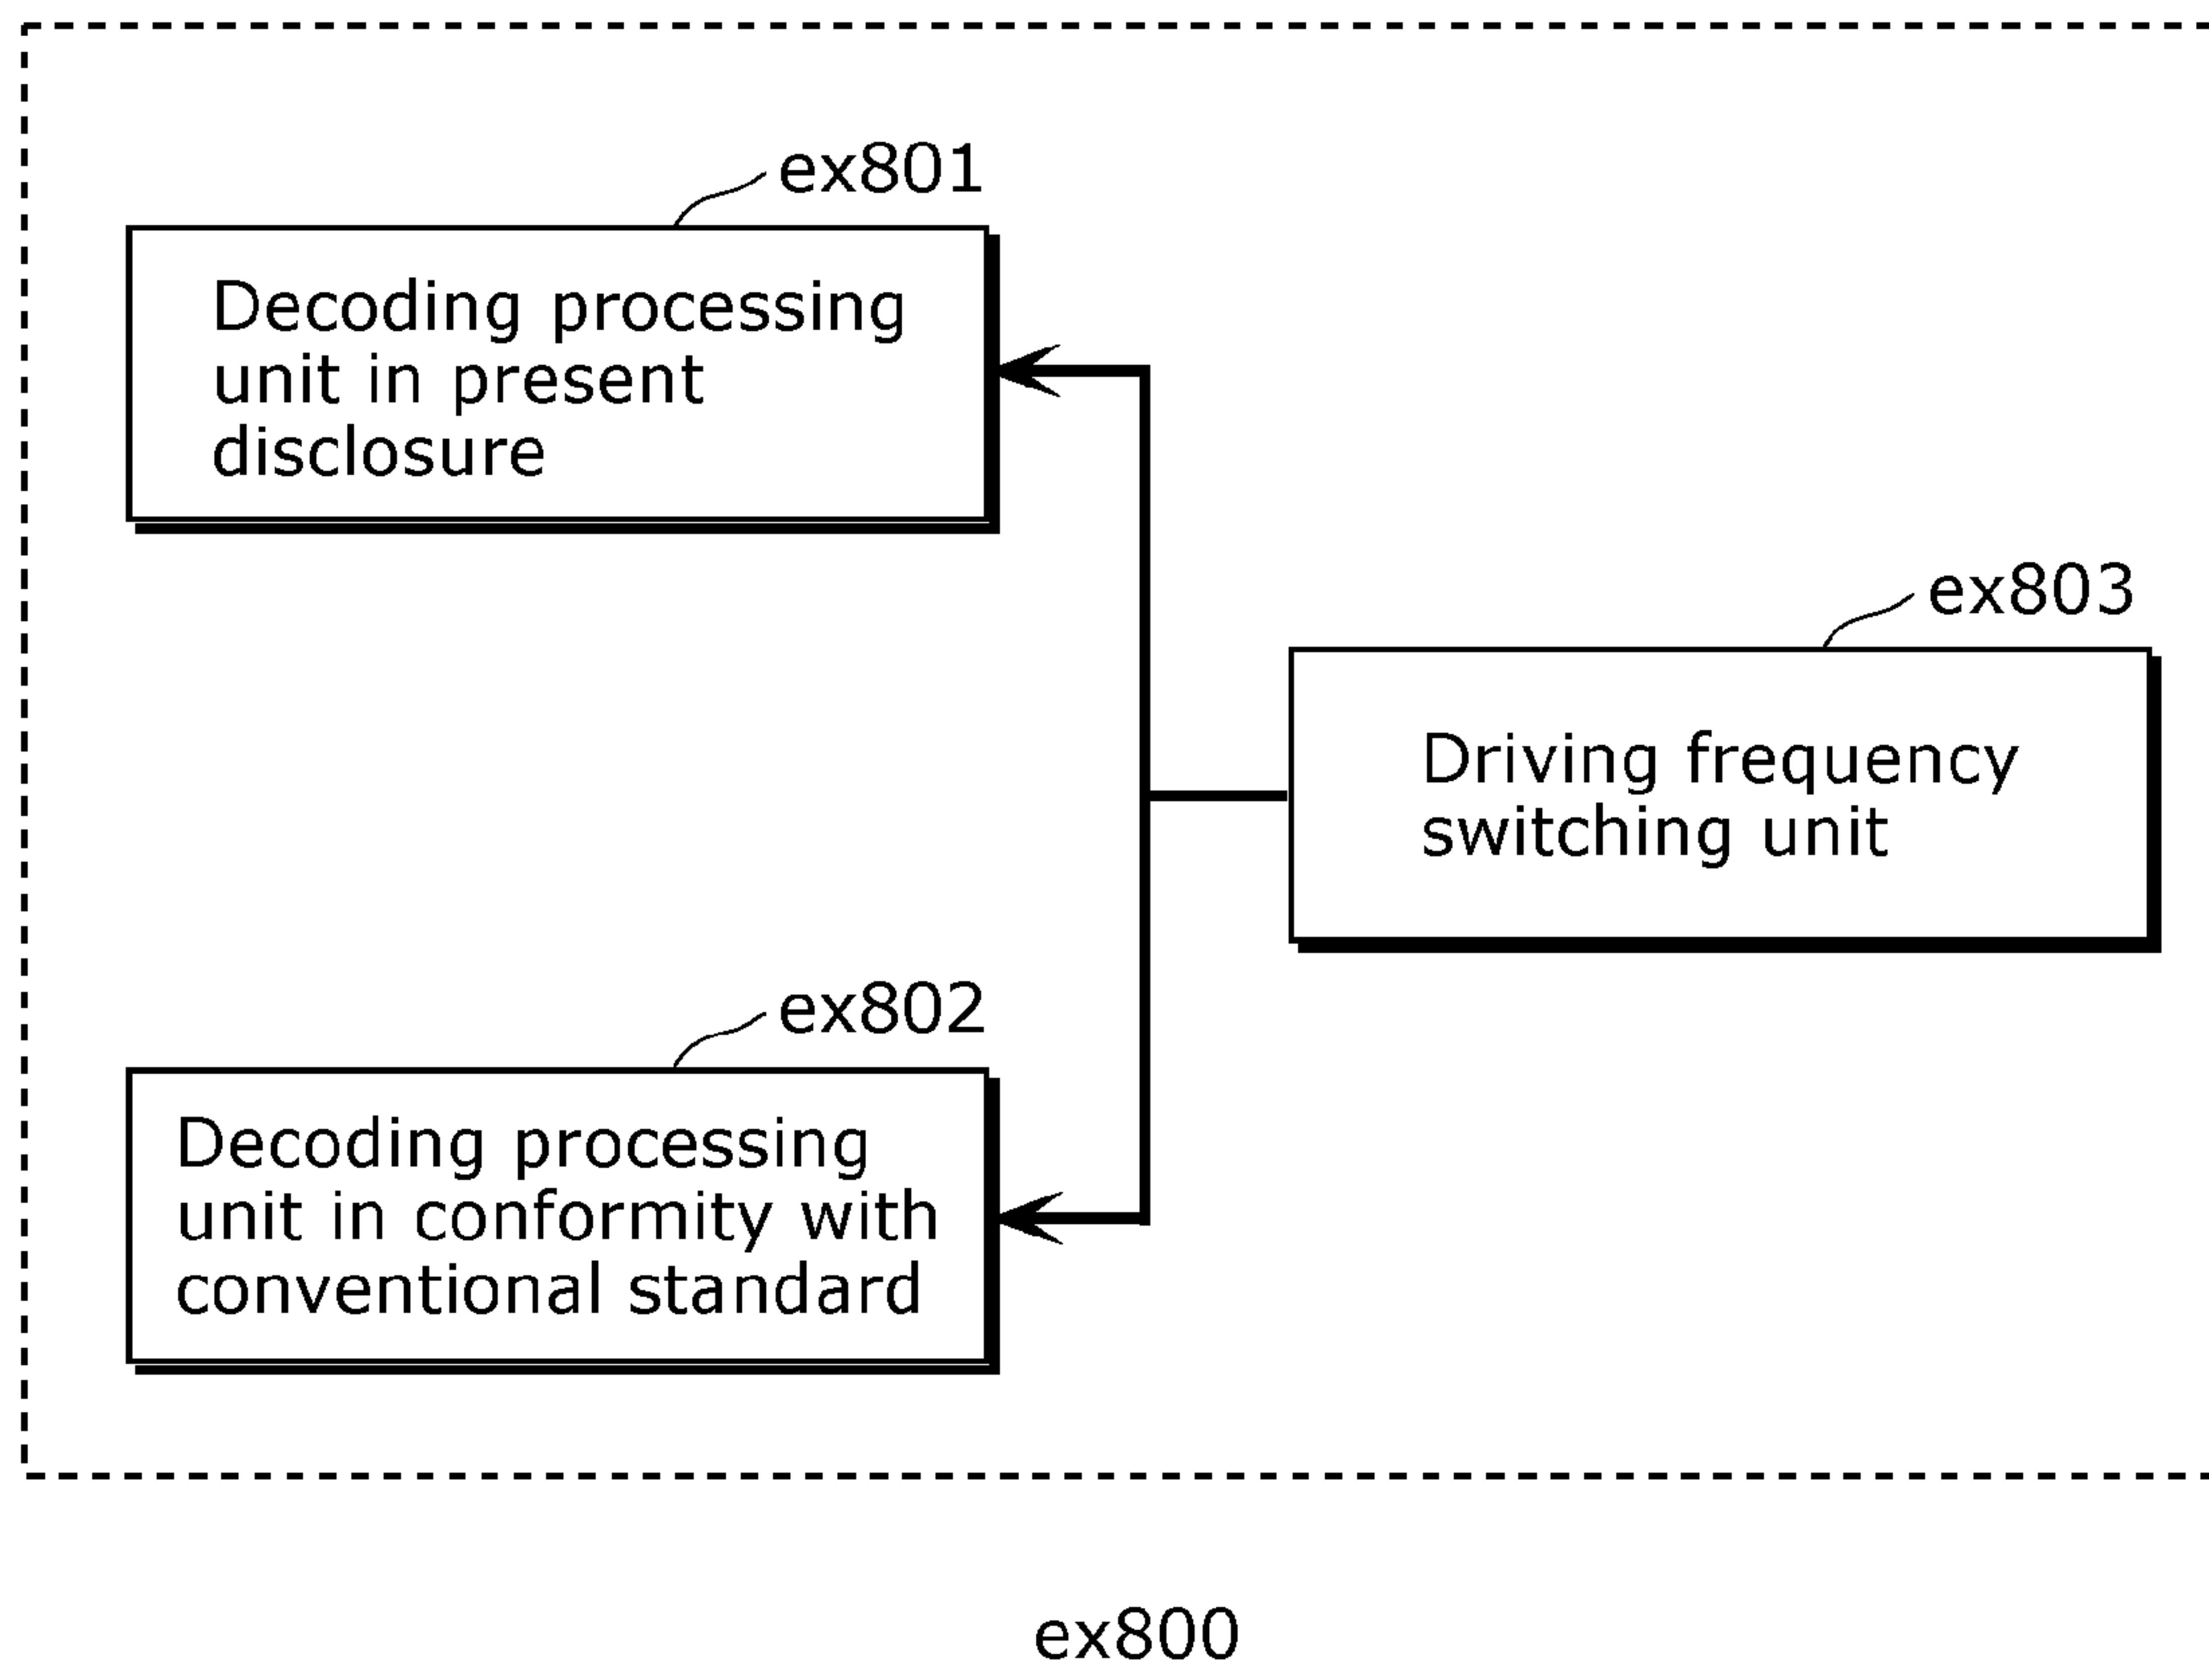 ex801
Decoding processing
unit in present
disclosure
ex803
Driving frequency
switching unit
ex802
Decoding processing
unit in conformity with
conventional standard
ex800